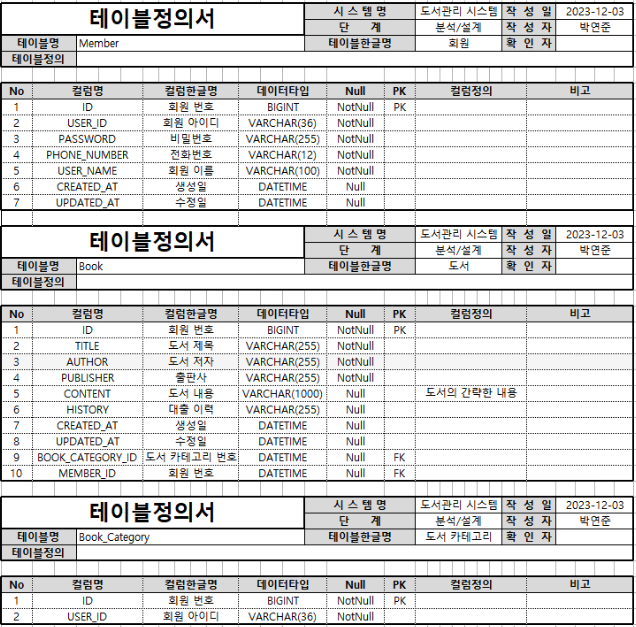 테이블정의서 시 스 템 명 도서관리 시스템 작 성 일 2023-12-03
단 계 분석/설계 작 성 자 박연준
테이블명 Member 테이블한글명 회원 확 인 자
테이블정의
No 컬럼명 컬럼한글명 데이터타입 Null PK 컬럼정의 비고
1 ID 회원 번호 BIGINT NotNull PK
2 USER_ID 회원 아이디 VARCHAR(36) NotNull
3 PASSWORD 비밀번호 VARCHAR(255) NotNull
4 PHONE_NUMBER 전화번호 VARCHAR(12) NotNull
5 USER_NAME 회원 이름 VARCHAR(100) NotNull
6 CREATED_AT 생성일 DATETIME Null
7 UPDATED_AT 수정일 DATETIME Null
테이블정의서 시 스 템 명 도서관리 시스템 작 성 일 2023-12-03
단 계 분석/설계 작 성 자 박연준
테이블명 Book 테이블한글명 도서 확 인 자
테이블정의
No 컬럼명 컬럼한글명 데이터타입 Null PK 컬럼정의 비고
1 ID 회원 번호 BIGINT NotNull PK
2 TITLE 도서 제목 VARCHAR(255) NotNull
3 AUTHOR 도서 저자 VARCHAR(255) NotNull
4 PUBLISHER 출판사 VARCHAR(255) NotNull
5 CONTENT 도서 내용 VARCHAR(1000) Null 도서의 간략한 내용
6 HISTORY 대출 이력 VARCHAR(255) Null
7 CREATED_AT 생성일 DATETIME Null
8 UPDATED_AT 수정일 DATETIME Null
9 BOOK_CATEGORY_ID 도서 카테고리 번호 DATETIME Null FK
10 MEMBER_ID 회원 번호 DATETIME Null FK
테이블정의서 시 스 템 명 도서관리 시스템 작 성 일 2023-12-03
단 계 분석/설계 작 성 자 박연준
테이블명 Book_Category 테이블한글명 도서 카테고리 확 인 자
테이블정의
No 컬럼명 컬럼한글명 데이터타입 Null PK 컬럼정의 비고
1 ID 회원 번호 BIGINT NotNull PK
2 USER_ID 회원 아이디 VARCHAR(36) NotNull